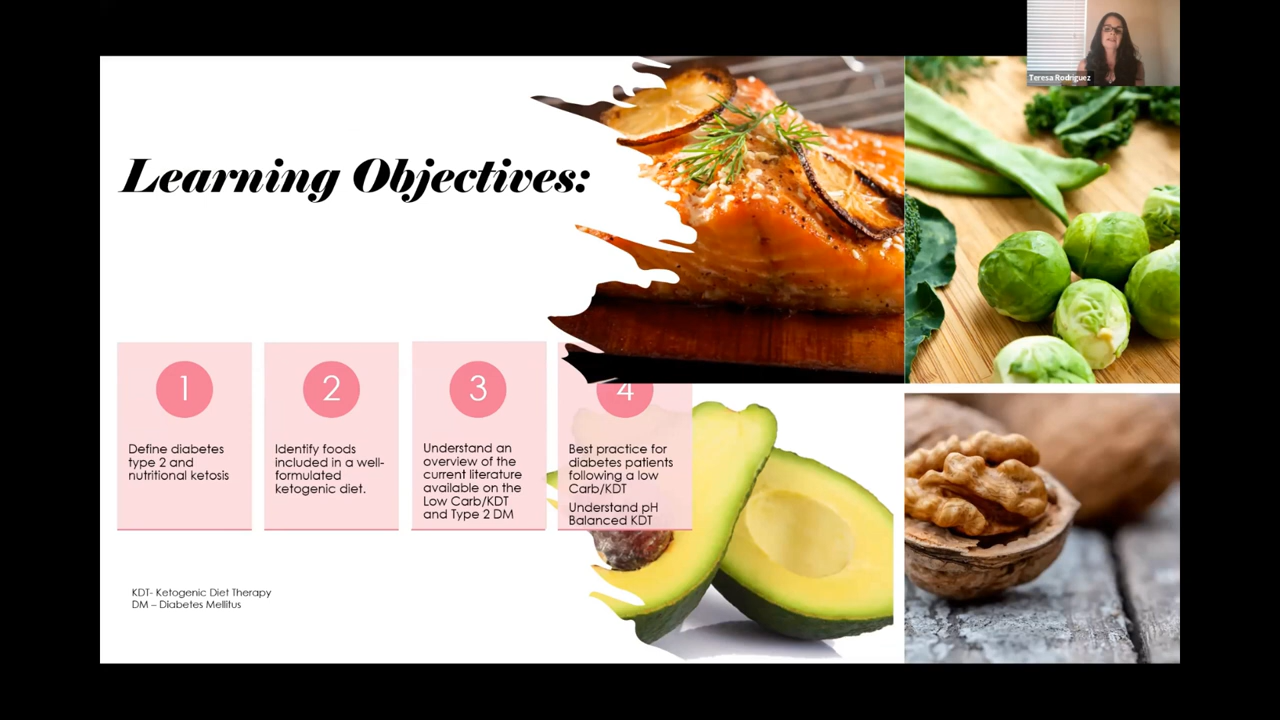 Teresa Rodriguez
Learning Objectives:
1
Define diabetes
type 2 and
nutritional ketosis
2
Identify foods
included in a well-
formulated
ketogenic diet.
3
Understand an
overview of the
current literature
available on the
Low Carb/KDT
and Type 2 DM
4
Best practice for
diabetes patients
following a low
Carb/KDT
Understand pH
Balanced KDT
KDT- Ketogenic Diet Therapy
DM – Diabetes Mellitus